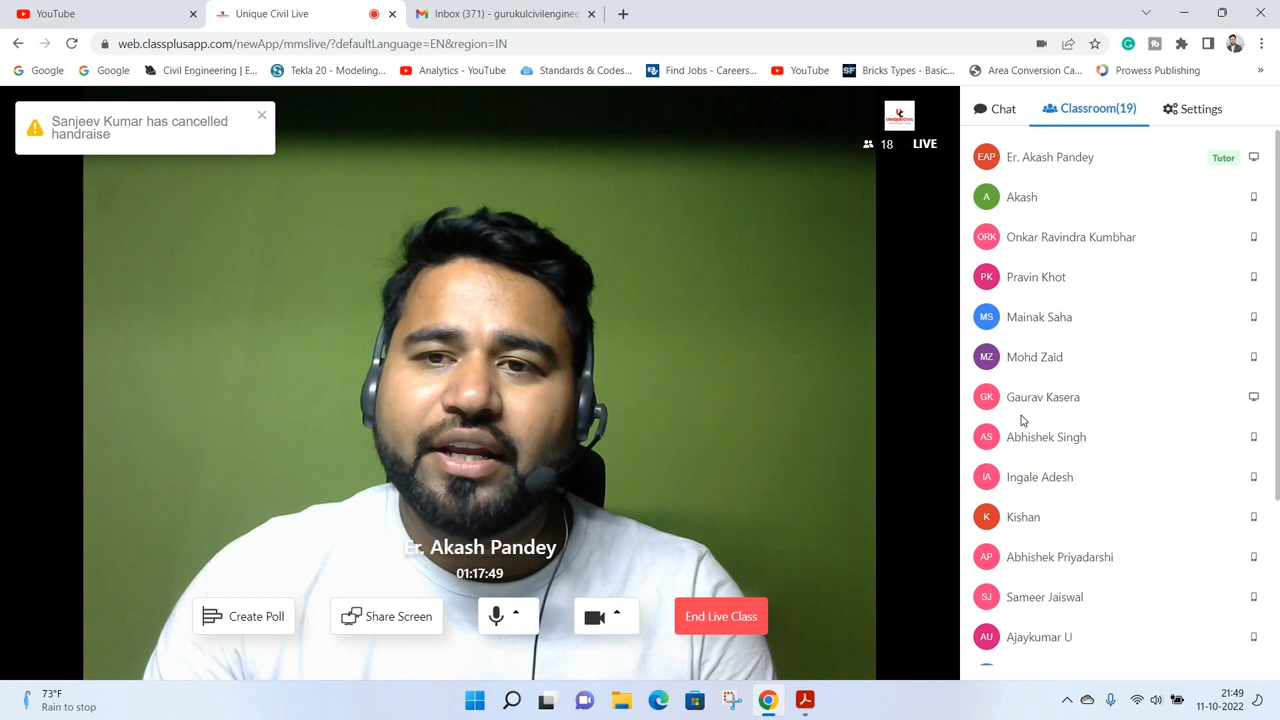 YouTube
Unique Civil Live
Inbox (371) - gurukulcivilenginee
web.classplusapp.com/newApp/mmslive/?defaultLanguage=EN&region=IN
Google
Google
Civil Engineering | E...
Tekla 20 - Modeling...
Analytics - YouTube
Standards & Codes...
Find Jobs - Careers...
YouTube
Bricks Types - Basic...
Area Conversion Ca...
Prowess Publishing
»
Sanjeev Kumar has cancelled
handraise
UNIQUE CIVIL
18 LIVE
Chat
Classroom(19)
Settings
EAP Er. Akash Pandey Tutor
A Akash
ORK Onkar Ravindra Kumbhar
PK Pravin Khot
MS Mainak Saha
MZ Mohd Zaid
GK Gaurav Kasera
AS Abhishek Singh
IA Ingale Adesh
K Kishan
AP Abhishek Priyadarshi
SJ Sameer Jaiswal
AU Ajaykumar U
Er. Akash Pandey
01:17:49
Create Poll
Share Screen
End Live Class
73°F
Rain to stop
21:49
11-10-2022